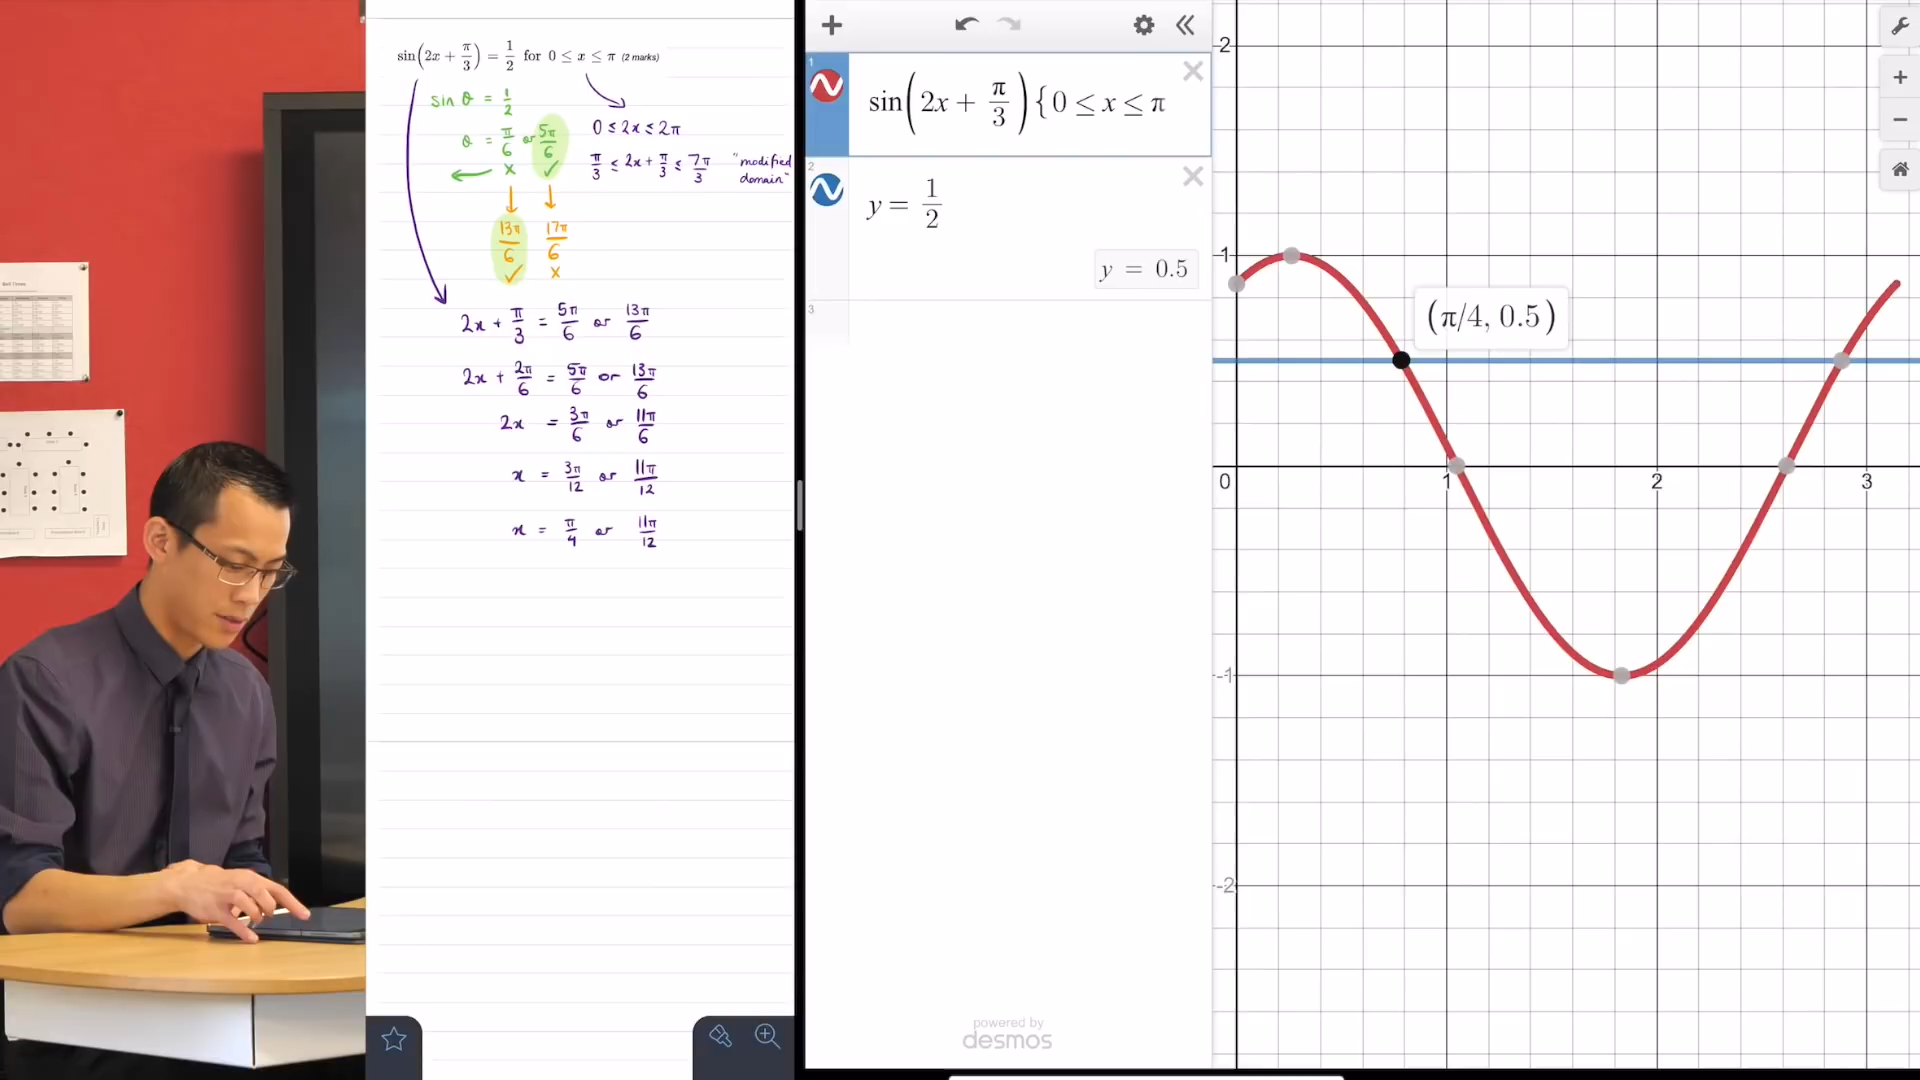 sin(2x + π/3) = 1/2 for 0 ≤ x ≤ π (2 marks)
sin θ = 1/2
θ = π/6 or 5π/6
x ✓
0 ≤ 2x ≤ 2π
π/3 ≤ 2x + π/3 ≤ 7π/3 "modified domain"
13π/6 17π/6
✓ x
2x + π/3 = 5π/6 or 13π/6
2x + 2π/6 = 5π/6 or 13π/6
2x = 3π/6 or 11π/6
x = 3π/12 or 11π/12
x = π/4 or 11π/12
1
sin(2x + π/3){0 ≤ x ≤ π
2
y = 1/2
y = 0.5
3
powered by
desmos
2
1
(π/4, 0.5)
0 1 2 3
-1
-2